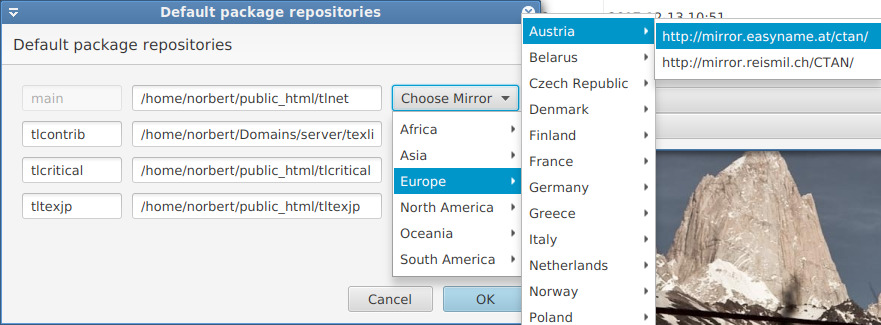 Default package repositories
Default package repositories
main
/home/norbert/public_html/tlnet
Choose Mirror
tlcontrib
/home/norbert/Domains/server/texli
tlcritical
/home/norbert/public_html/tlcritical
tltexjp
/home/norbert/public_html/tltexjp
Africa
Asia
Europe
North America
Oceania
South America
Cancel
OK
Austria
Belarus
Czech Republic
Denmark
Finland
France
Germany
Greece
Italy
Netherlands
Norway
Poland
http://mirror.easyname.at/ctan/
http://mirror.reismil.ch/CTAN/